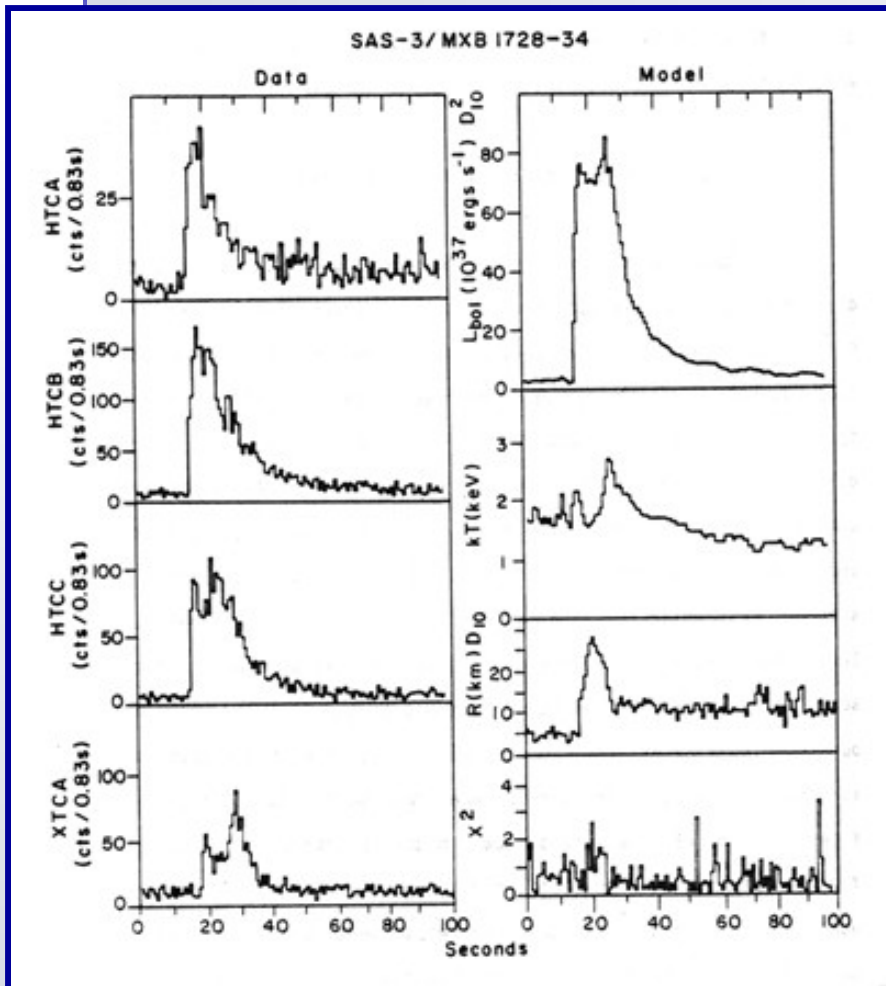 SAS-3/MXB 1728-34
Data
Model
HTCA
(cts/0.83s)
25
0
HTCB
(cts/0.83s)
150
100
50
0
HTCC
(cts/0.83s)
100
50
0
XTCA
(cts/0.83s)
100
50
0
0 20 40 60 80 100
L_bol (10^37 ergs s^-1) D_10^2
80
60
40
20
0
kT(keV)
3
2
1
0
R(km) D_10
20
10
0
X^2
4
2
0
0 20 40 60 80 100
Seconds